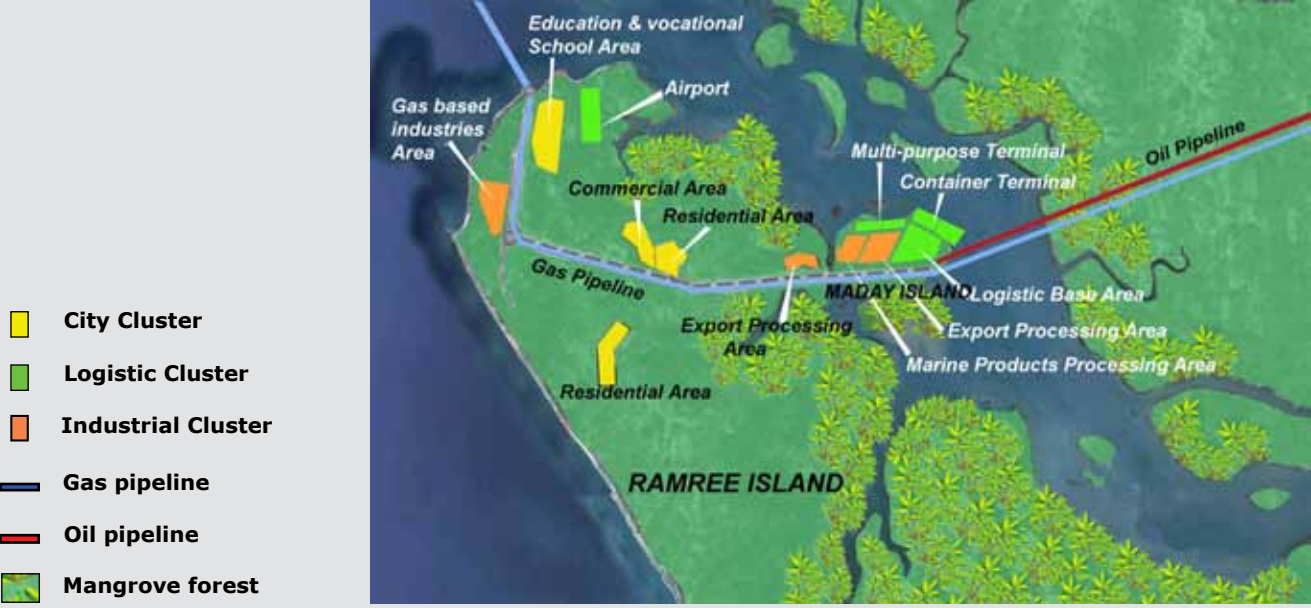 City Cluster
Logistic Cluster
Industrial Cluster
Gas pipeline
Oil pipeline
Mangrove forest
Education & vocational
School Area
Airport
Gas based
industries
Area
Multi-purpose Terminal
Container Terminal
Oil Pipeline
Commercial Area
Residential Area
Gas Pipeline
MADAY ISLAND
Logistic Base Area
Export Processing
Area
Export Processing Area
Marine Products Processing Area
Residential Area
RAMREE ISLAND